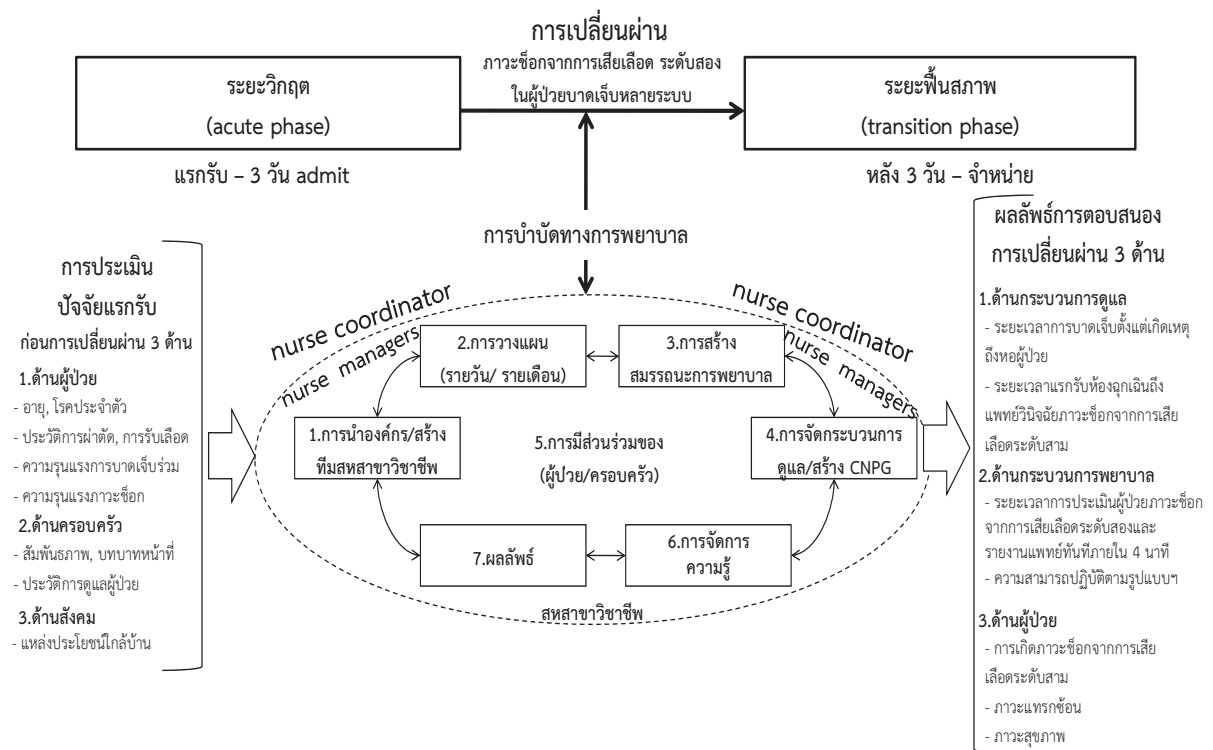 การเปลี่ยนผ่าน
ภาวะช็อกจากการเสียเลือด ระดับสอง
ในผู้ป่วยบาดเจ็บหลายระบบ
ระยะวิกฤต
(acute phase)
ระยะฟื้นสภาพ
(transition phase)
แรกรับ – 3 วัน admit
หลัง 3 วัน – จำหน่าย
การบำบัดทางการพยาบาล
การประเมิน
ปัจจัยแรกรับ
ก่อนการเปลี่ยนผ่าน 3 ด้าน
1.ด้านผู้ป่วย
- อายุ, โรคประจำตัว
- ประวัติการผ่าตัด, การรับเลือด
- ความรุนแรงการบาดเจ็บร่วม
- ความรุนแรงภาวะช็อก
2.ด้านครอบครัว
- สัมพันธภาพ, บทบาทหน้าที่
- ประวัติการดูแลผู้ป่วย
3.ด้านสังคม
- แหล่งประโยชน์ใกล้บ้าน
nurse coordinator
nurse managers
nurse coordinator
nurse managers
2.การวางแผน
(รายวัน/ รายเดือน)
3.การสร้าง
สมรรถนะการพยาบาล
1.การนำองค์กร/สร้าง
ทีมสหสาขาวิชาชีพ
5.การมีส่วนร่วมของ
(ผู้ป่วย/ครอบครัว)
4.การจัดกระบวนการ
ดูแล/สร้าง CNPG
7.ผลลัพธ์
6.การจัดการ
ความรู้
สหสาขาวิชาชีพ
ผลลัพธ์การตอบสนอง
การเปลี่ยนผ่าน 3 ด้าน
1.ด้านกระบวนการดูแล
- ระยะเวลาการบาดเจ็บตั้งแต่เกิดเหตุ
ถึงหอผู้ป่วย
- ระยะเวลาแรกรับห้องฉุกเฉินถึง
แพทย์วินิจฉัยภาวะช็อกจากการเสีย
เลือดระดับสาม
2.ด้านกระบวนการพยาบาล
- ระยะเวลาการประเมินผู้ป่วยภาวะช็อก
จากการเสียเลือดระดับสองและ
รายงานแพทย์ทันทีภายใน 4 นาที
- ความสามารถปฏิบัติตามรูปแบบฯ
3.ด้านผู้ป่วย
- การเกิดภาวะช็อกจากการเสีย
เลือดระดับสาม
- ภาวะแทรกซ้อน
- ภาวะสุขภาพ